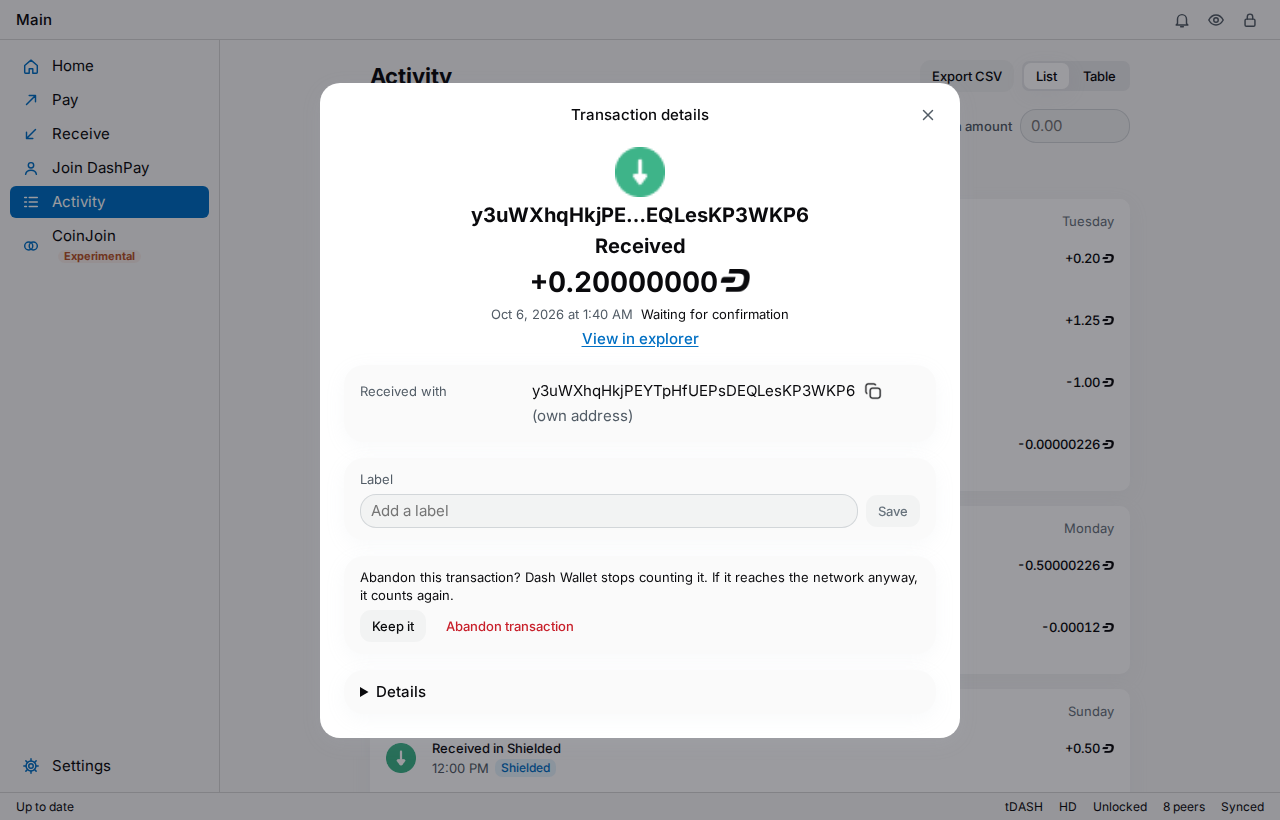 Main
Home
Pay
Receive
Join DashPay
Activity
CoinJoin
Experimental
Settings
Activity
Export CSV
List
Table
amount
0.00
Transaction details
y3uWXhqHkjPE...EQLesKP3WKP6
Received
+0.20000000
Oct 6, 2026 at 1:40 AM Waiting for confirmation
View in explorer
Received with
y3uWXhqHkjPEYTpHfUEPsDEQLesKP3WKP6
(own address)
Label
Add a label
Save
Abandon this transaction? Dash Wallet stops counting it. If it reaches the network anyway,
it counts again.
Keep it
Abandon transaction
Details
Tuesday
+0.20
+1.25
-1.00
-0.00000226
Monday
-0.50000226
-0.00012
Sunday
Received in Shielded
+0.50
12:00 PM Shielded
Up to date
tDASH
HD
Unlocked
8 peers
Synced